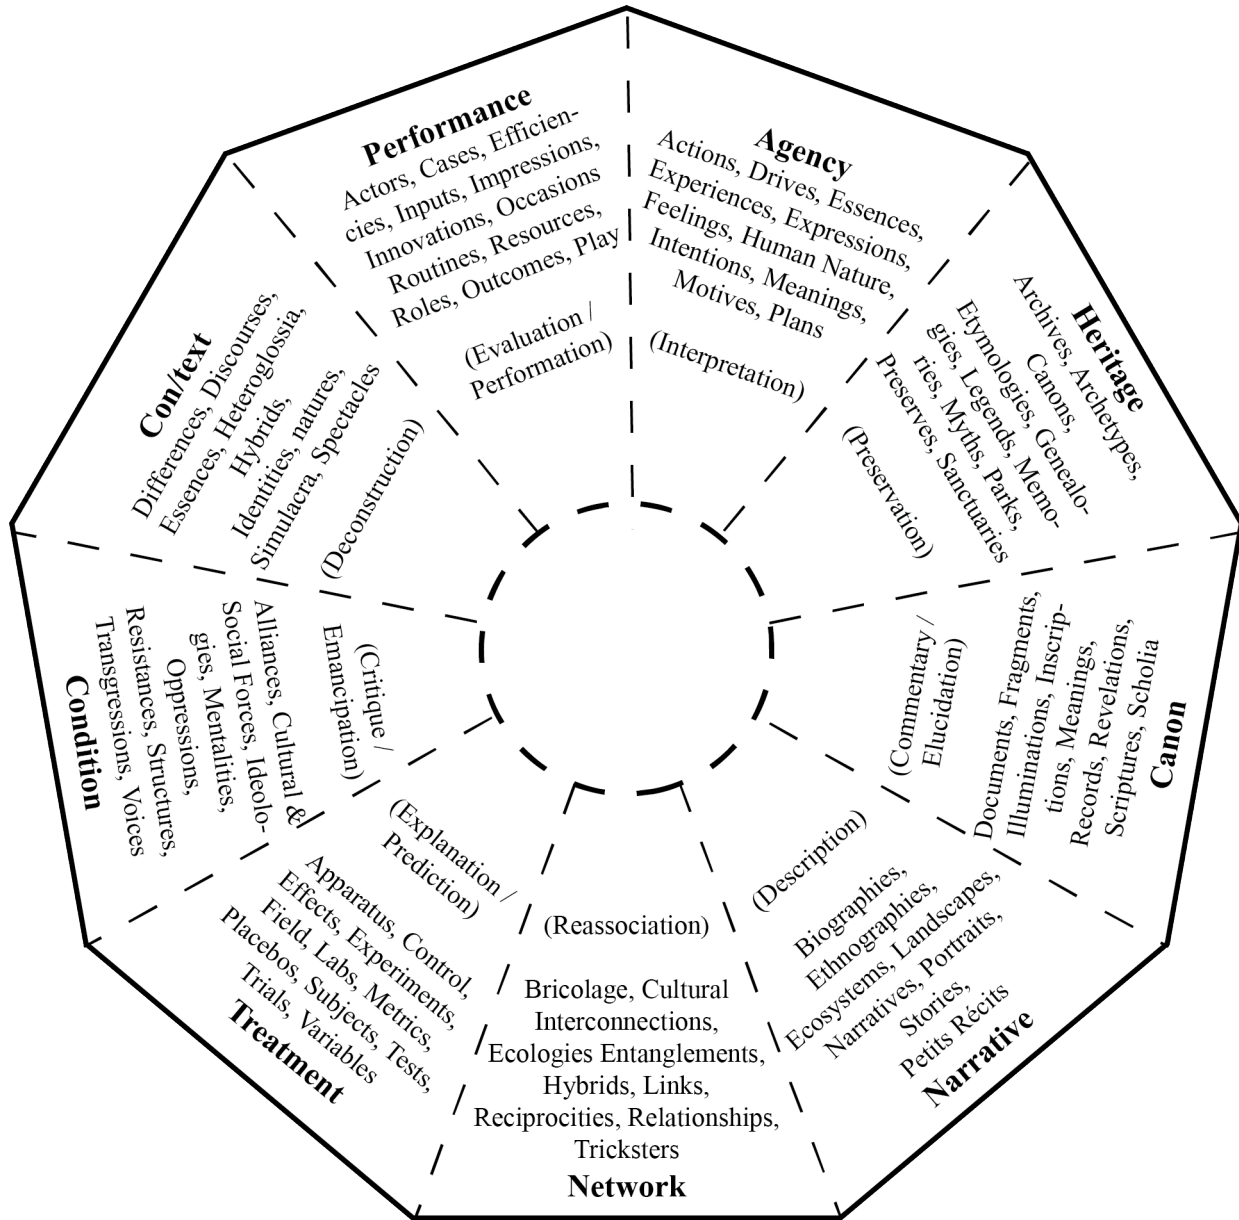 Performance
Actors, Cases, Efficien-
cies, Inputs, Impressions,
Innovations, Occasions
Routines, Resources,
Roles, Outcomes, Play
(Evaluation /
Performation)
Agency
Actions, Drives, Essences,
Experiences, Expressions,
Feelings, Human Nature,
Intentions, Meanings,
Motives, Plans
(Interpretation)
Heritage
Archives, Archetypes,
Canons,
Etymologies, Genealo-
gies, Legends, Memo-
ries, Myths, Parks,
Preserves, Sanctuaries
(Preservation)
(Commentary /
Elucidation)
Documents, Fragments,
Illuminations, Inscrip-
tions, Meanings,
Records, Revelations,
Scriptures, Scholia
Canon
(Description)
Biographies,
Ethnographies,
Ecosystems, Landscapes,
Narratives, Portraits,
Stories,
Petits Récits
Narrative
(Reassociation)
Bricolage, Cultural
Interconnections,
Ecologies Entanglements,
Hybrids, Links,
Reciprocities, Relationships,
Tricksters
Network
(Explanation /
Prediction)
Apparatus, Control,
Effects, Experiments,
Field, Labs, Metrics,
Placebos, Subjects, Tests,
Trials, Variables
Treatment
(Critique /
Emancipation)
Alliances, Cultural &
Social Forces, Ideolo-
gies, Mentalities,
Oppressions,
Resistances, Structures,
Transgressions, Voices
Condition
Con/text
Differences, Discourses,
Essences, Heteroglossia,
Hybrids,
Identities, natures,
Simulacra, Spectacles
(Deconstruction)